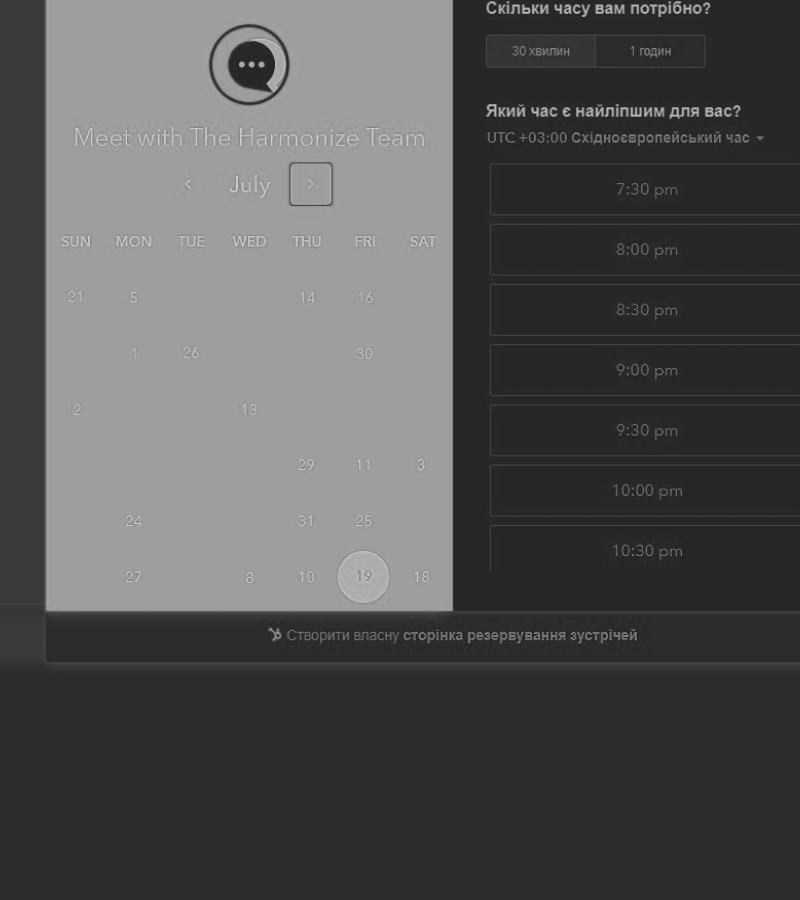 Meet with The Harmonize Team
< July >
SUN MON TUE WED THU FRI SAT
21 5 14 16
1 26 30
2 13
29 11 3
24 31 25
27 8 10 19 18
Скільки часу вам потрібно?
30 хвилин 1 годин
Який час є найліпшим для вас?
UTC +03:00 Східноєвропейський час
7:30 pm
8:00 pm
8:30 pm
9:00 pm
9:30 pm
10:00 pm
10:30 pm
Створити власну сторінка резервування зустрічей